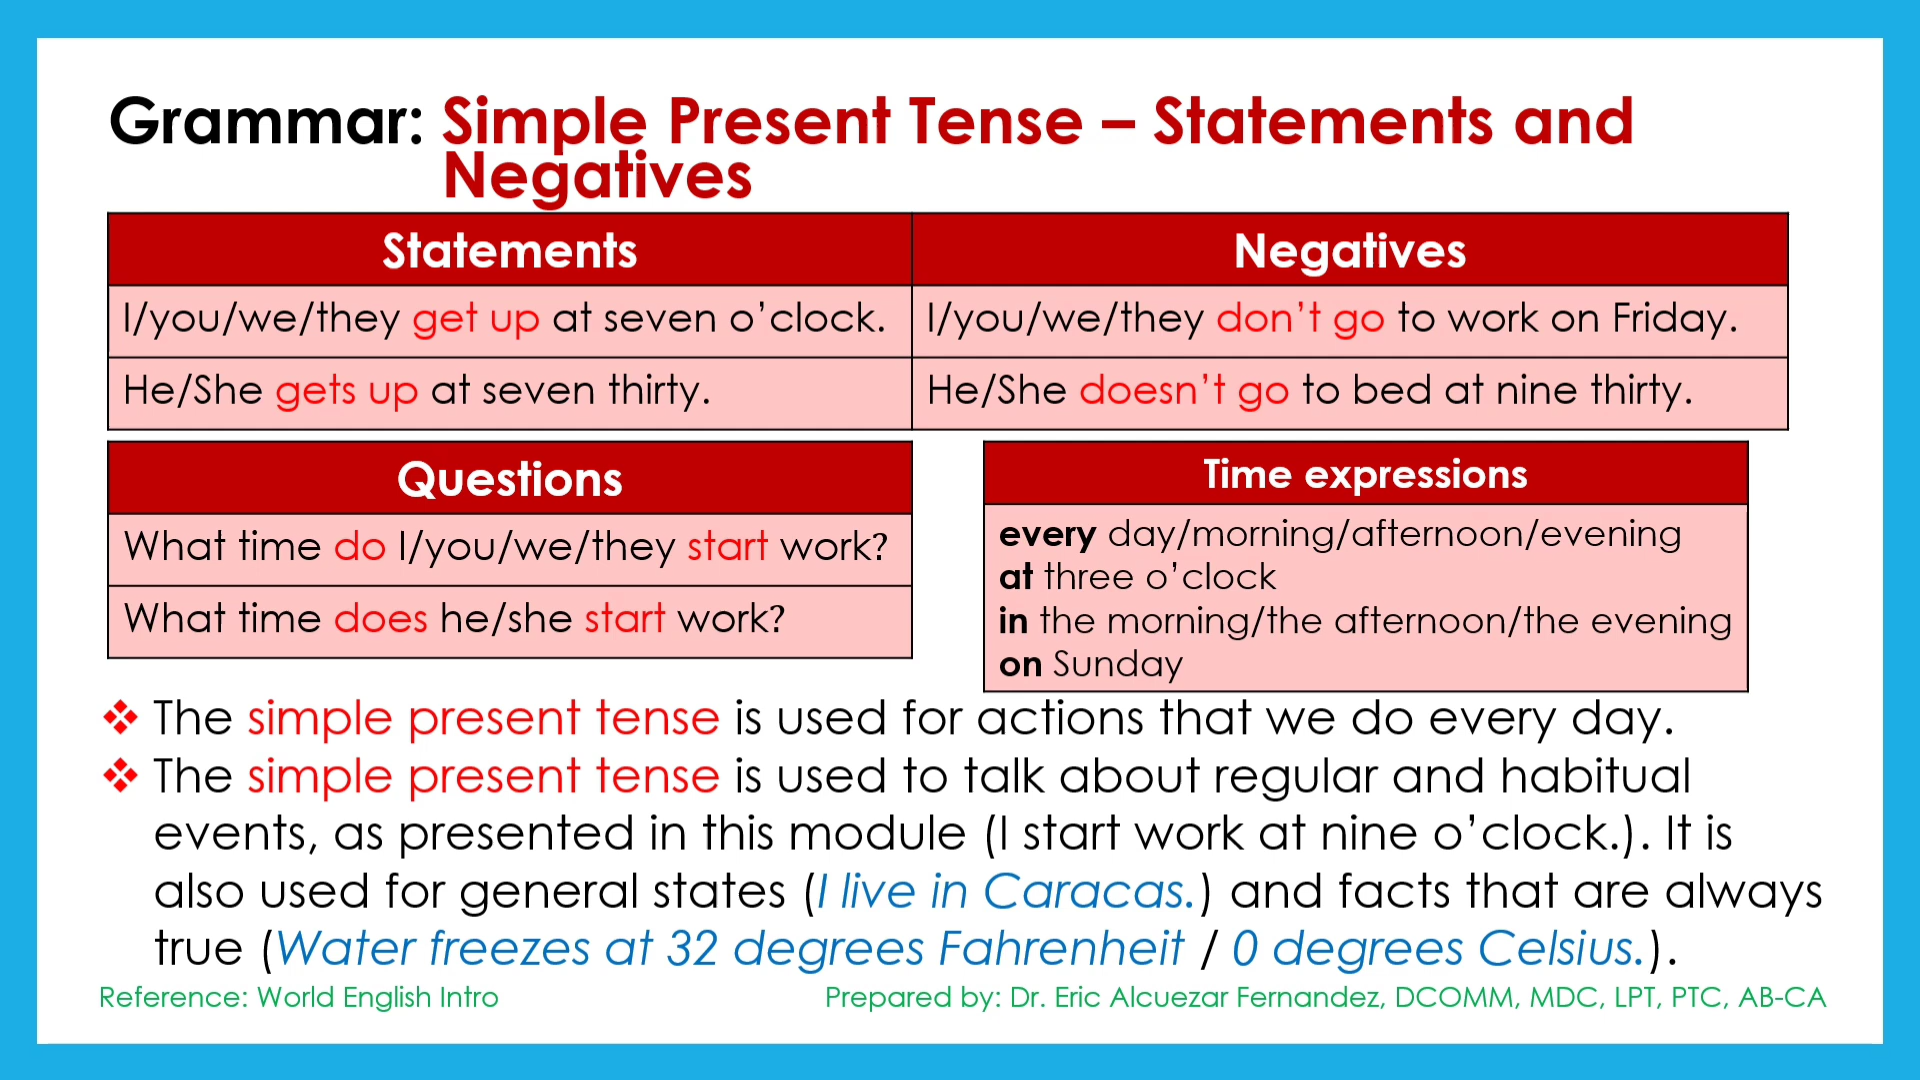 Grammar: Simple Present Tense – Statements and
Negatives
Statements
Negatives
I/you/we/they get up at seven o’clock.
I/you/we/they don’t go to work on Friday.
He/She gets up at seven thirty.
He/She doesn’t go to bed at nine thirty.
Questions
What time do I/you/we/they start work?
What time does he/she start work?
Time expressions
every day/morning/afternoon/evening
at three o’clock
in the morning/the afternoon/the evening
on Sunday
❖ The simple present tense is used for actions that we do every day.
❖ The simple present tense is used to talk about regular and habitual
events, as presented in this module (I start work at nine o’clock.). It is
also used for general states (I live in Caracas.) and facts that are always
true (Water freezes at 32 degrees Fahrenheit / 0 degrees Celsius.).
Reference: World English Intro
Prepared by: Dr. Eric Alcuezar Fernandez, DCOMM, MDC, LPT, PTC, AB-CA